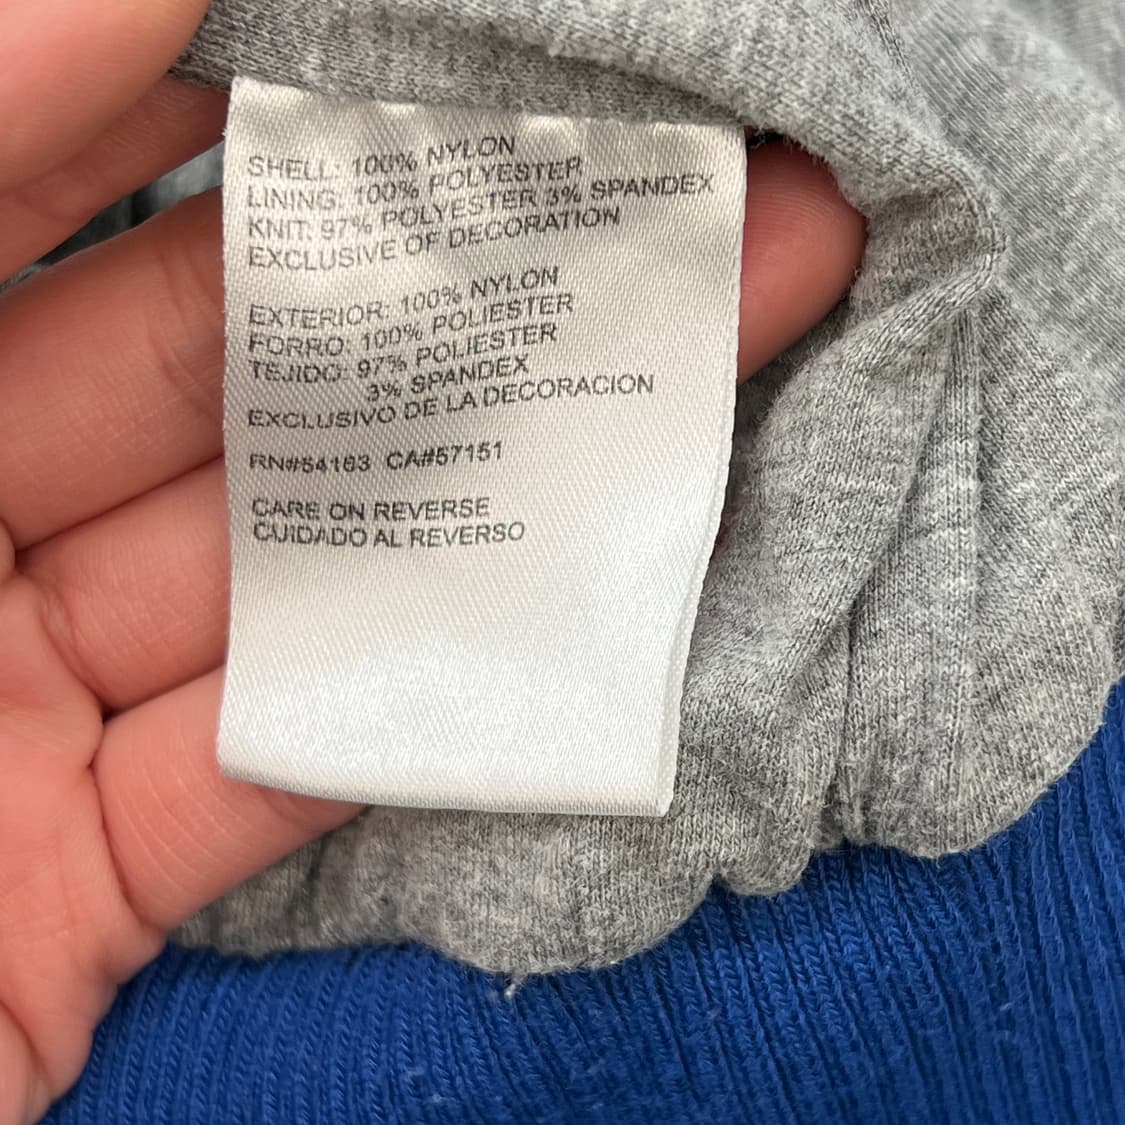 SHELL: 100% NYLON
LINING: 100% POLYESTER
KNIT: 97% POLYESTER 3% SPANDEX
EXCLUSIVE OF DECORATION
EXTERIOR: 100% NYLON
FORRO: 100% POLIESTER
TEJIDO: 97% POLIESTER
3% SPANDEX
EXCLUSIVO DE LA DECORACION
RN#54163 CA#57151
CARE ON REVERSE
CUIDADO AL REVERSO